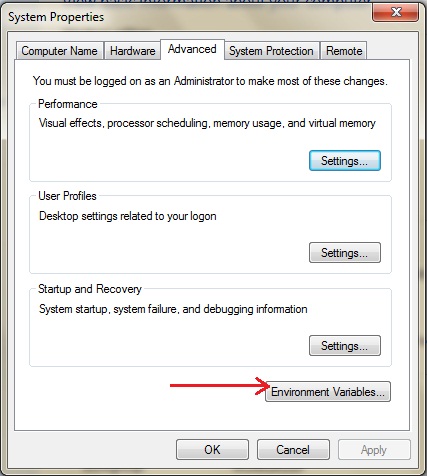 System Properties
Computer Name Hardware Advanced System Protection Remote
You must be logged on as an Administrator to make most of these changes.
Performance
Visual effects, processor scheduling, memory usage, and virtual memory
Settings...
User Profiles
Desktop settings related to your logon
Settings...
Startup and Recovery
System startup, system failure, and debugging information
Settings...
Environment Variables...
OK Cancel Apply